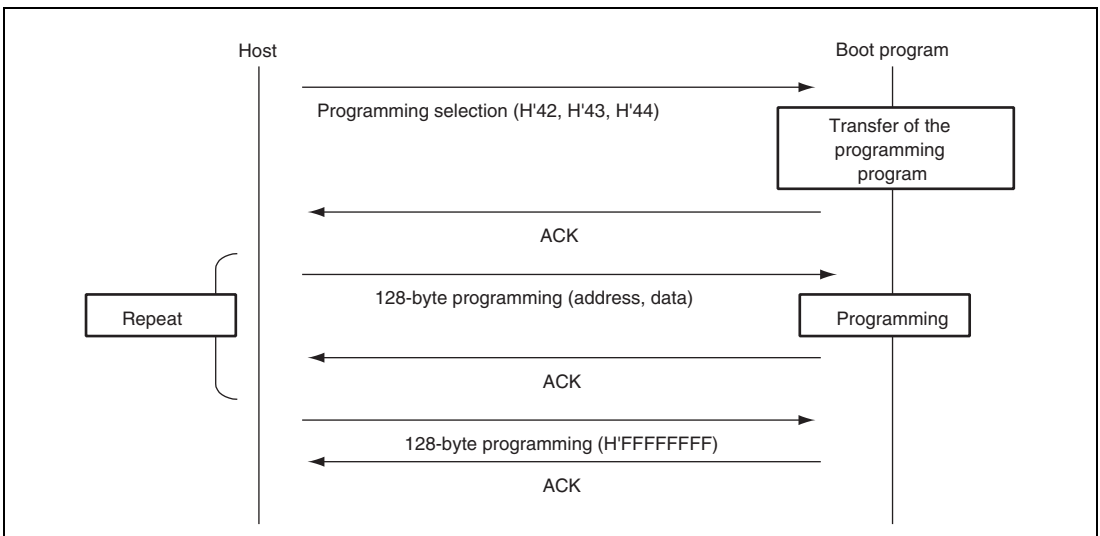 Host
Boot program
Programming selection (H'42, H'43, H'44)
Transfer of the
programming
program
ACK
128-byte programming (address, data)
Repeat
Programming
ACK
128-byte programming (H'FFFFFFFF)
ACK